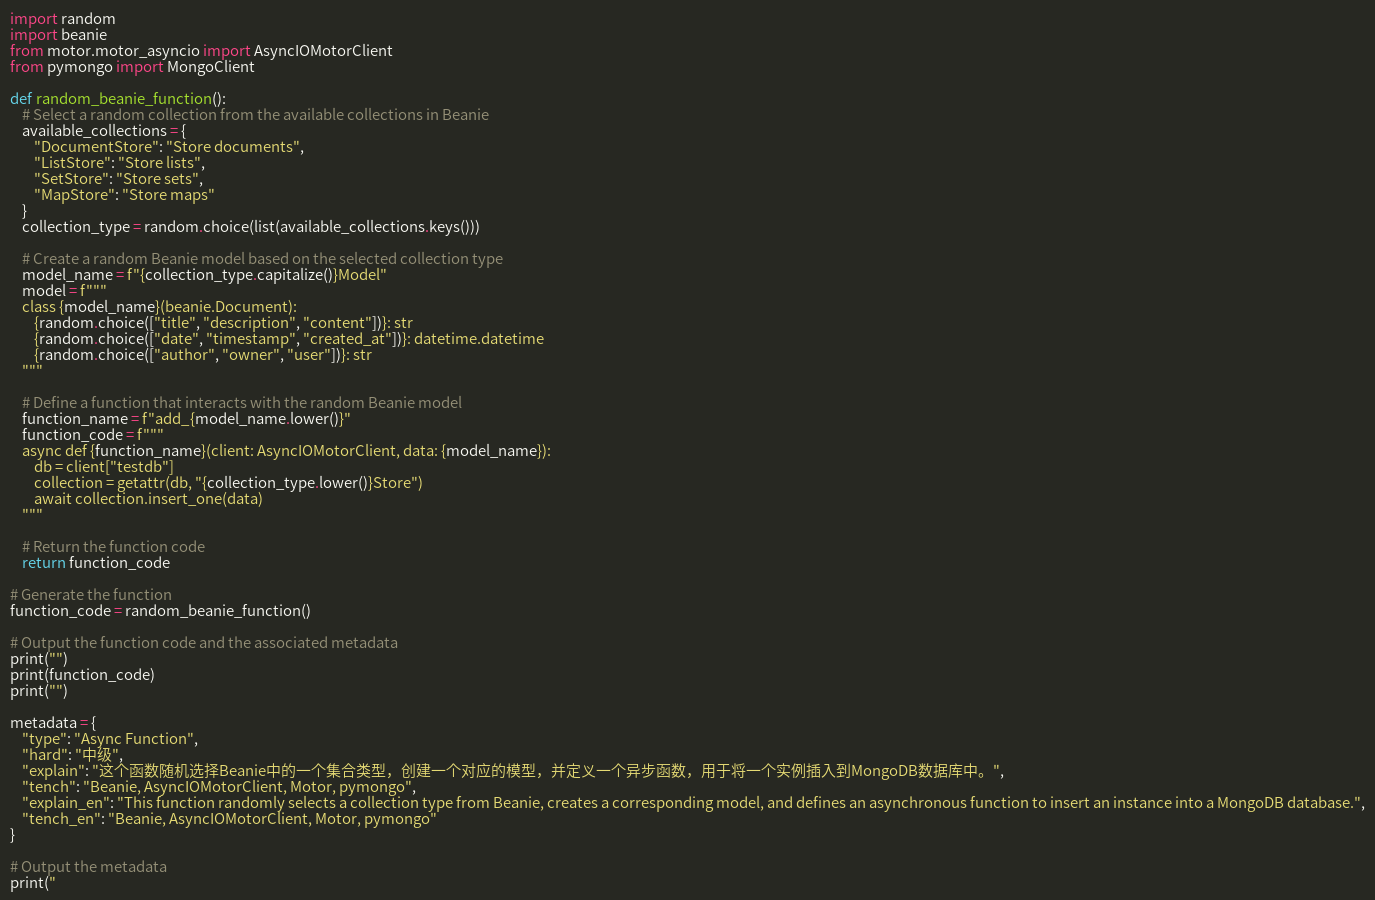 import random
import beanie
from motor.motor_asyncio import AsyncIOMotorClient
from pymongo import MongoClient

def random_beanie_function():
    # Select a random collection from the available collections in Beanie
    available_collections = {
        "DocumentStore": "Store documents",
        "ListStore": "Store lists",
        "SetStore": "Store sets",
        "MapStore": "Store maps"
    }
    collection_type = random.choice(list(available_collections.keys()))

    # Create a random Beanie model based on the selected collection type
    model_name = f"{collection_type.capitalize()}Model"
    model = f"""
    class {model_name}(beanie.Document):
        {random.choice(["title", "description", "content"])}: str
        {random.choice(["date", "timestamp", "created_at"])}: datetime.datetime
        {random.choice(["author", "owner", "user"])}: str
    """

    # Define a function that interacts with the random Beanie model
    function_name = f"add_{model_name.lower()}"
    function_code = f"""
    async def {function_name}(client: AsyncIOMotorClient, data: {model_name}):
        db = client["testdb"]
        collection = getattr(db, "{collection_type.lower()}Store")
        await collection.insert_one(data)
    """

    # Return the function code
    return function_code

# Generate the function
function_code = random_beanie_function()

# Output the function code and the associated metadata
print("")
print(function_code)
print("")

metadata = {
    "type": "Async Function",
    "hard": "中级",
    "explain": "这个函数随机选择Beanie中的一个集合类型，创建一个对应的模型，并定义一个异步函数，用于将一个实例插入到MongoDB数据库中。",
    "tench": "Beanie, AsyncIOMotorClient, Motor, pymongo",
    "explain_en": "This function randomly selects a collection type from Beanie, creates a corresponding model, and defines an asynchronous function to insert an instance into a MongoDB database.",
    "tench_en": "Beanie, AsyncIOMotorClient, Motor, pymongo"
}

# Output the metadata
print("